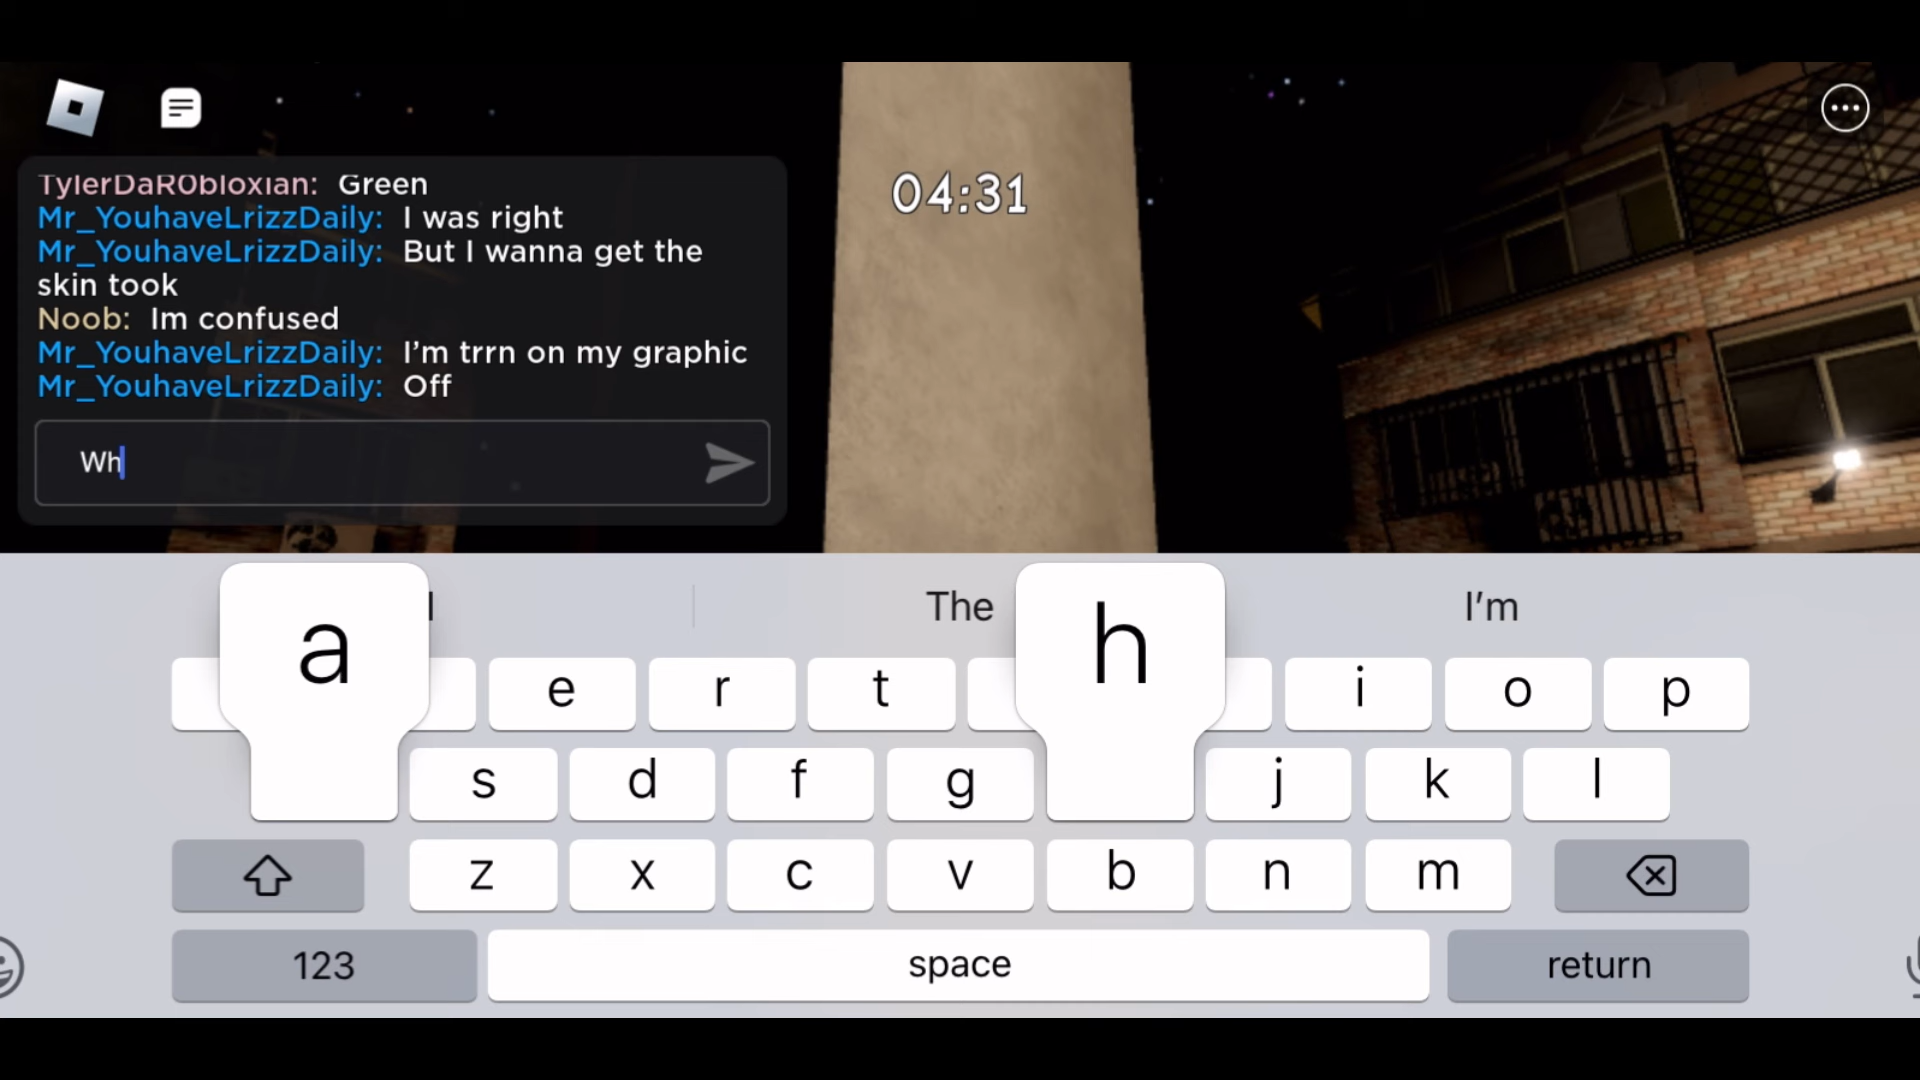 TylerDaR0bloxian: Green
Mr_YouhaveLrizzDaily: I was right
Mr_YouhaveLrizzDaily: But I wanna get the
skin took
Noob: Im confused
Mr_YouhaveLrizzDaily: I’m trrn on my graphic
Mr_YouhaveLrizzDaily: Off
Wh
04:31
I The I’m
a h
e r t i o p
s d f g j k l
z x c v b n m
123 space return